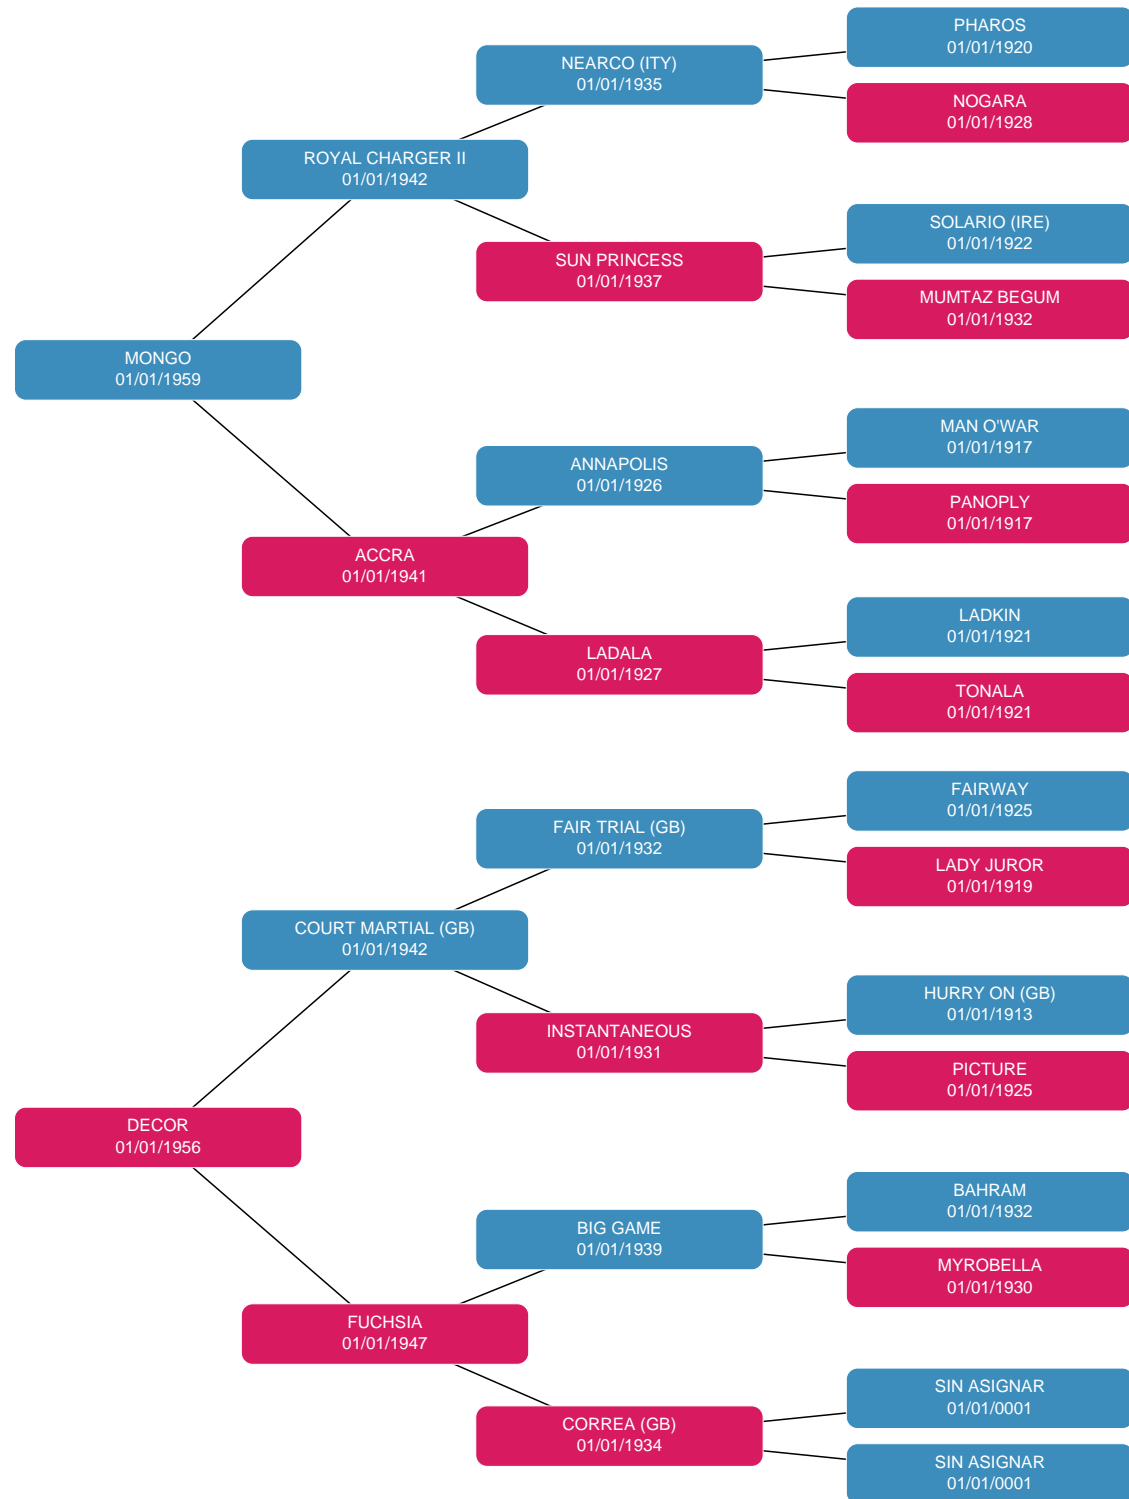 PHAROS
01/01/1920
NEARCO (ITY)
01/01/1935
NOGARA
01/01/1928
ROYAL CHARGER II
01/01/1942
SOLARIO (IRE)
01/01/1922
SUN PRINCESS
01/01/1937
MUMTAZ BEGUM
01/01/1932
MONGO
01/01/1959
MAN O'WAR
01/01/1917
ANNAPOLIS
01/01/1926
PANOPLY
01/01/1917
ACCRA
01/01/1941
LADKIN
01/01/1921
LADALA
01/01/1927
TONALA
01/01/1921
FAIRWAY
01/01/1925
FAIR TRIAL (GB)
01/01/1932
LADY JUROR
01/01/1919
COURT MARTIAL (GB)
01/01/1942
HURRY ON (GB)
01/01/1913
INSTANTANEOUS
01/01/1931
PICTURE
01/01/1925
DECOR
01/01/1956
BAHRAM
01/01/1932
BIG GAME
01/01/1939
MYROBELLA
01/01/1930
FUCHSIA
01/01/1947
SIN ASIGNAR
01/01/0001
CORREA (GB)
01/01/1934
SIN ASIGNAR
01/01/0001